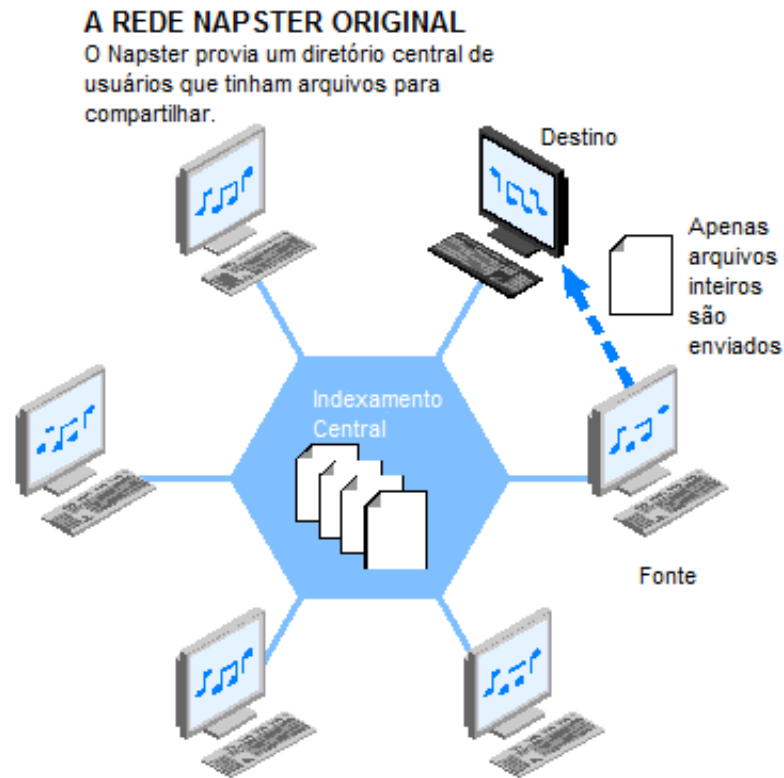 A REDE NAPSTER ORIGINAL
O Napster provia um diretório central de
usuários que tinham arquivos para
compartilhar.
Destino
Apenas
arquivos
inteiros
são
enviados
Indexamento
Central
Fonte